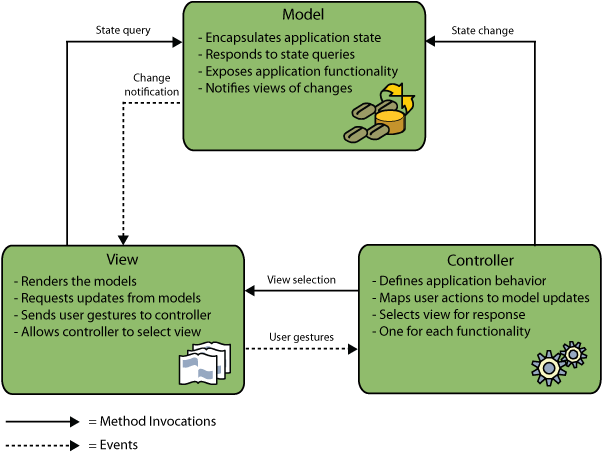 Model
- Encapsulates application state
- Responds to state queries
- Exposes application functionality
- Notifies views of changes
State query
State change
Change
notification
View
- Renders the models
- Requests updates from models
- Sends user gestures to controller
- Allows controller to select view
View selection
User gestures
Controller
- Defines application behavior
- Maps user actions to model updates
- Selects view for response
- One for each functionality
= Method Invocations
= Events